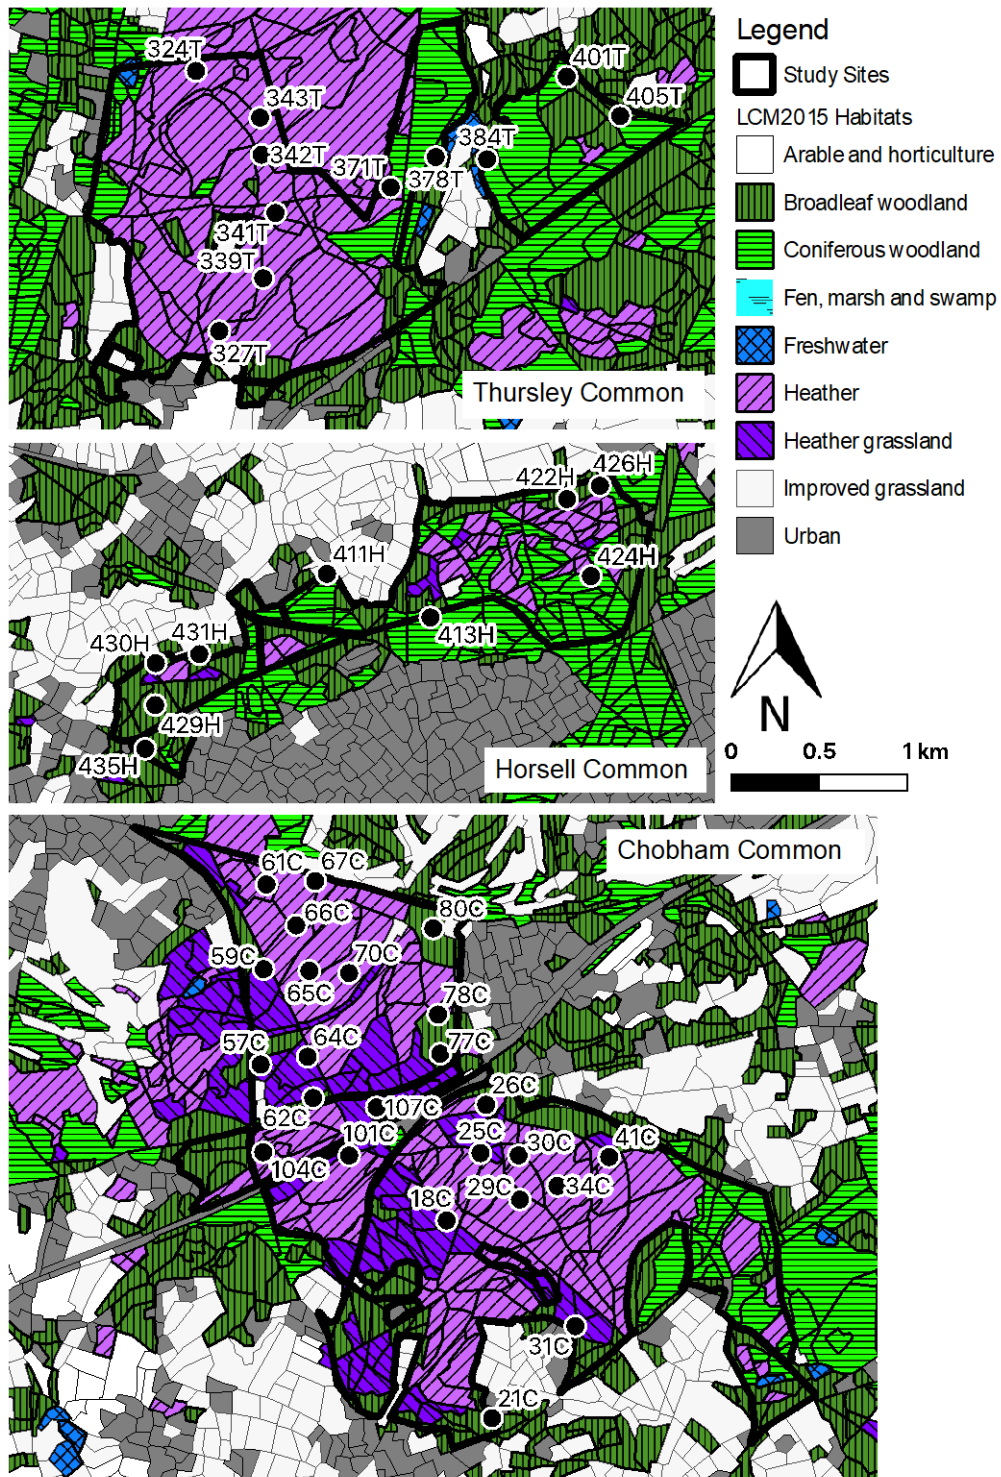 Legend
Study Sites
LCM2015 Habitats
Arable and horticulture
Broadleaf woodland
Coniferous woodland
Fen, marsh and swamp
Freshwater
Heather
Heather grassland
Improved grassland
Urban
N
0 0.5 1 km
324T
401T
343T
405T
342T
384T
371T
378T
341T
339T
327T
Thursley Common
422H
426H
411H
424H
413H
430H
431H
429H
435H
Horsell Common
Chobham Common
61C
67C
66C
80C
59C
70C
65C
78C
57C
64C
77C
26C
62C
107C
101C
25C
30C
41C
104C
29C
34C
18C
31C
21C